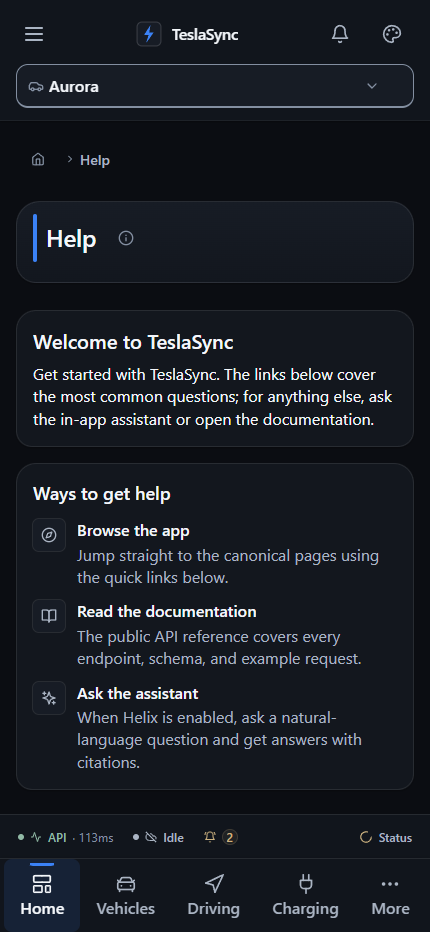 TeslaSync
Aurora
Help
Help
Welcome to TeslaSync
Get started with TeslaSync. The links below cover
the most common questions; for anything else, ask
the in-app assistant or open the documentation.
Ways to get help
Browse the app
Jump straight to the canonical pages using
the quick links below.
Read the documentation
The public API reference covers every
endpoint, schema, and example request.
Ask the assistant
When Helix is enabled, ask a natural-
language question and get answers with
citations.
API · 113ms Idle 2 Status
Home Vehicles Driving Charging More